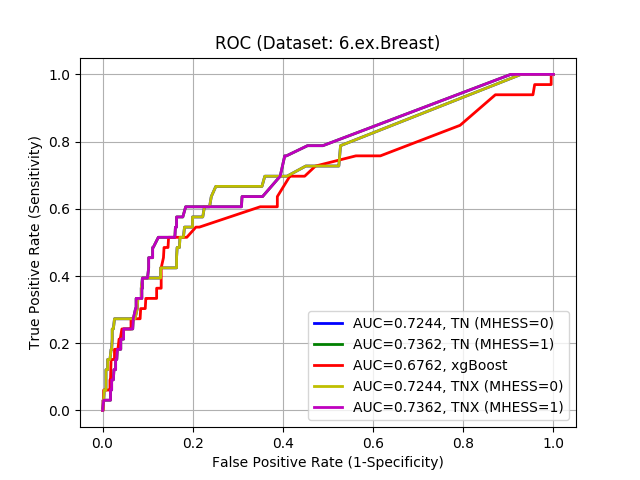 ROC (Dataset: 6.ex.Breast)
True Positive Rate (Sensitivity)
1.0
0.8
0.6
0.4
0.2
0.0
AUC=0.7244, TN (MHESS=0)
AUC=0.7362, TN (MHESS=1)
AUC=0.6762, xgBoost
AUC=0.7244, TNX (MHESS=0)
AUC=0.7362, TNX (MHESS=1)
0.0 0.2 0.4 0.6 0.8 1.0
False Positive Rate (1-Specificity)